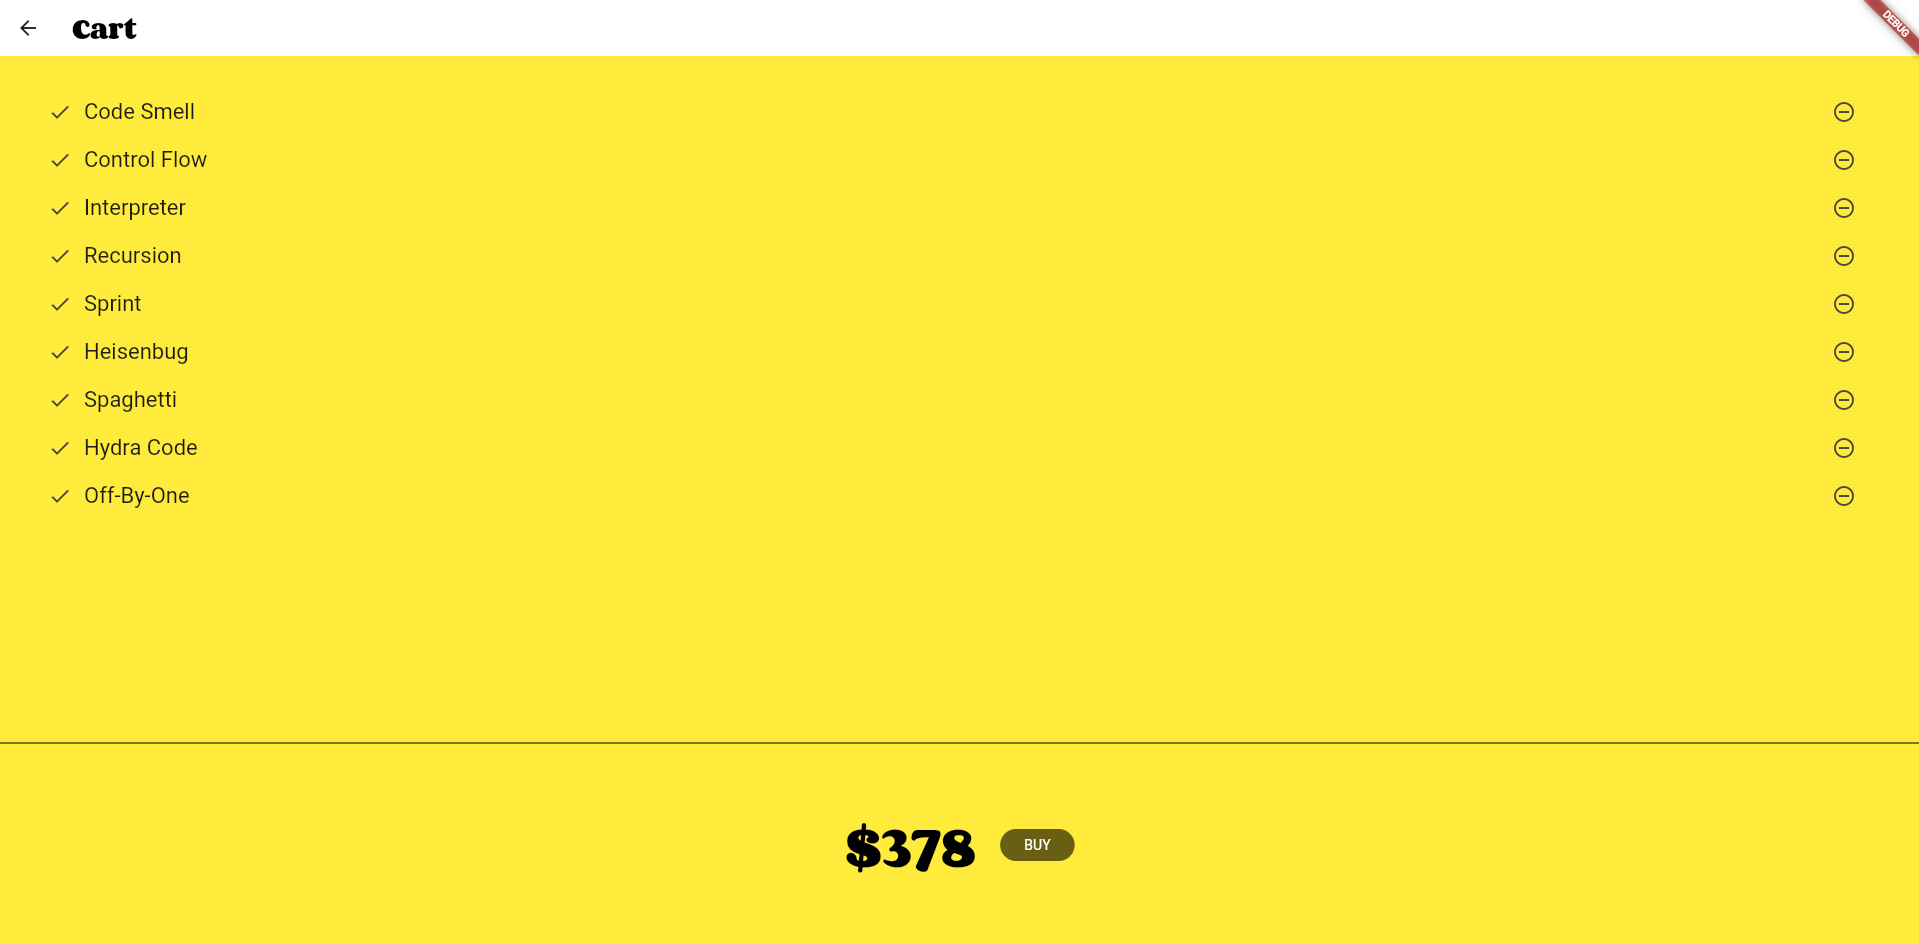 Cart
DEBUG
Code Smell
Control Flow
Interpreter
Recursion
Sprint
Heisenbug
Spaghetti
Hydra Code
Off-By-One
$378
BUY